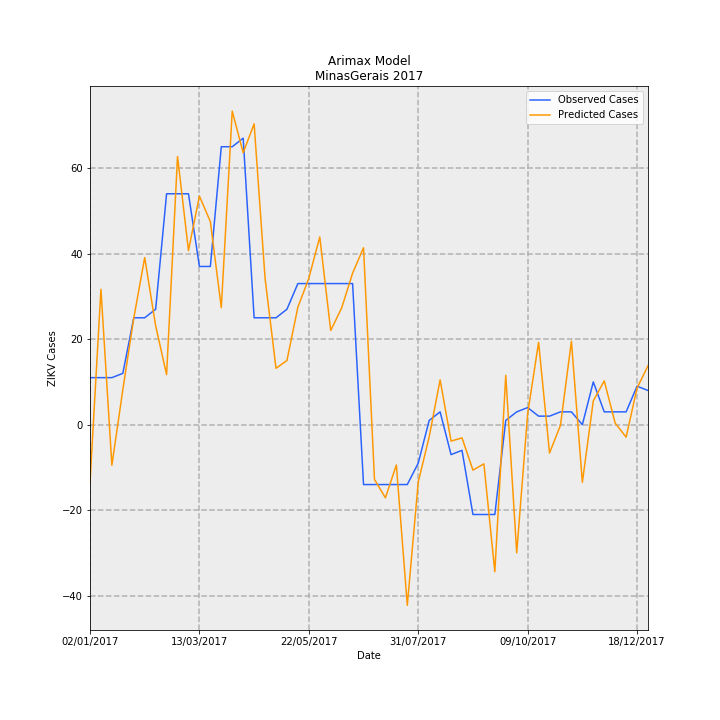 Arimax Model
MinasGerais 2017
Observed Cases
Predicted Cases
ZIKV Cases
60
40
20
0
−20
−40
02/01/2017
13/03/2017
22/05/2017
31/07/2017
09/10/2017
18/12/2017
Date